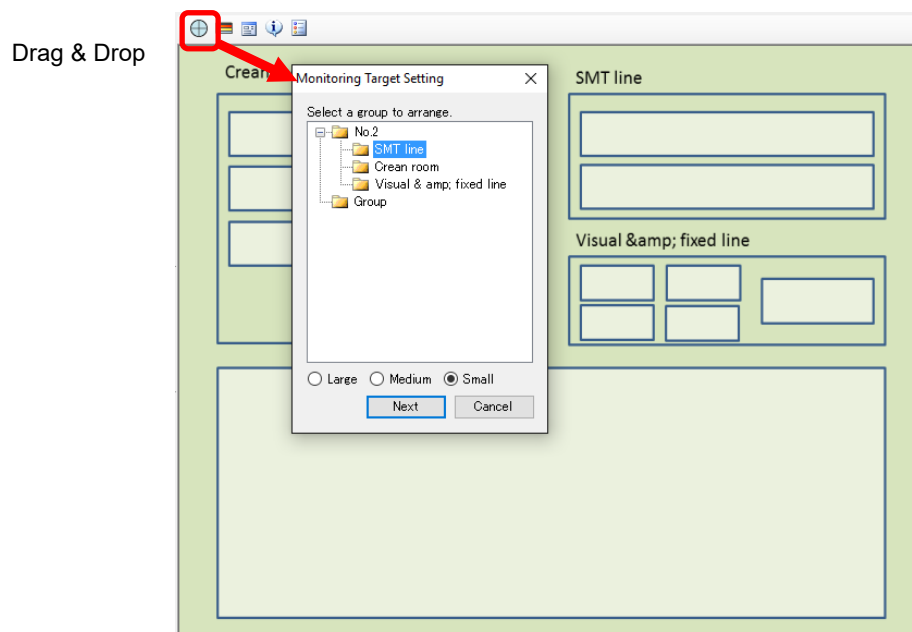 Drag & Drop
Crean
SMT line
Monitoring Target Setting
Select a group to arrange.
No.2
SMT line
Crean room
Visual & amp; fixed line
Group
Visual &amp; fixed line
Large Medium Small
Next Cancel